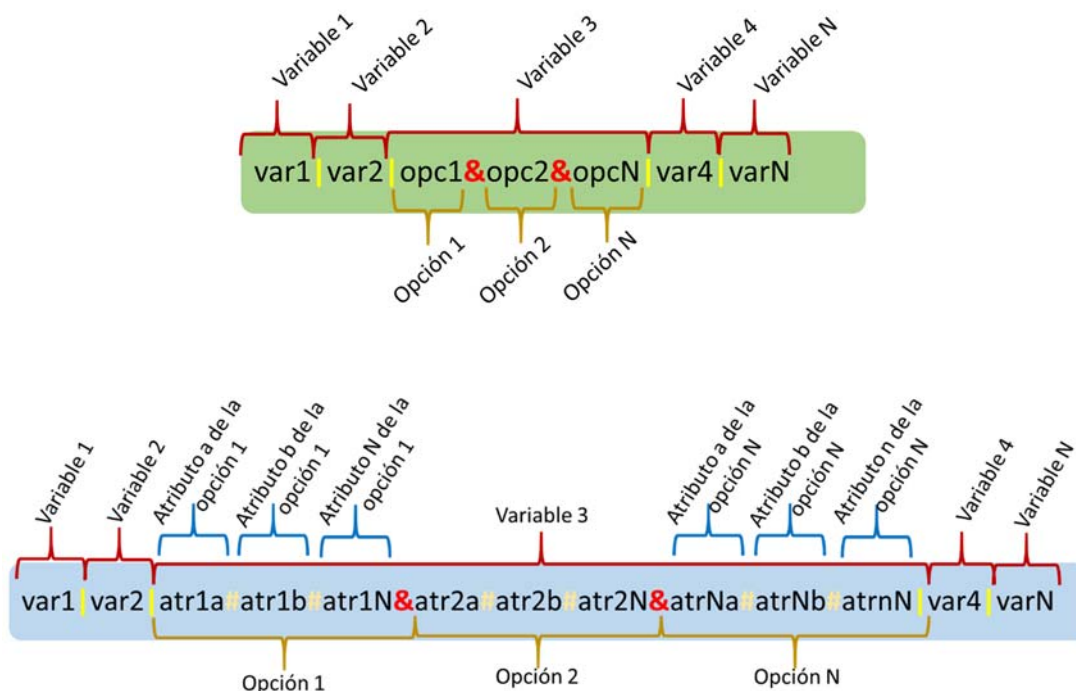 Variable 1
Variable 2
Variable 3
Variable 4
Variable N
var1|var2|opc1&opc2&opcN|var4|varN
Opción 1
Opción 2
Opción N
Variable 1
Variable 2
Atributo a de la
opción 1
Atributo b de la
opción 1
Atributo N de la
opción 1
Variable 3
Atributo a de la
opción N
Atributo b de la
opción N
Atributo n de la
opción N
Variable 4
Variable N
var1|var2|atr1a#atr1b#atr1N&atr2a#atr2b#atr2N&atrNa#atrNb#atrnN|var4|varN
Opción 1
Opción 2
Opción N